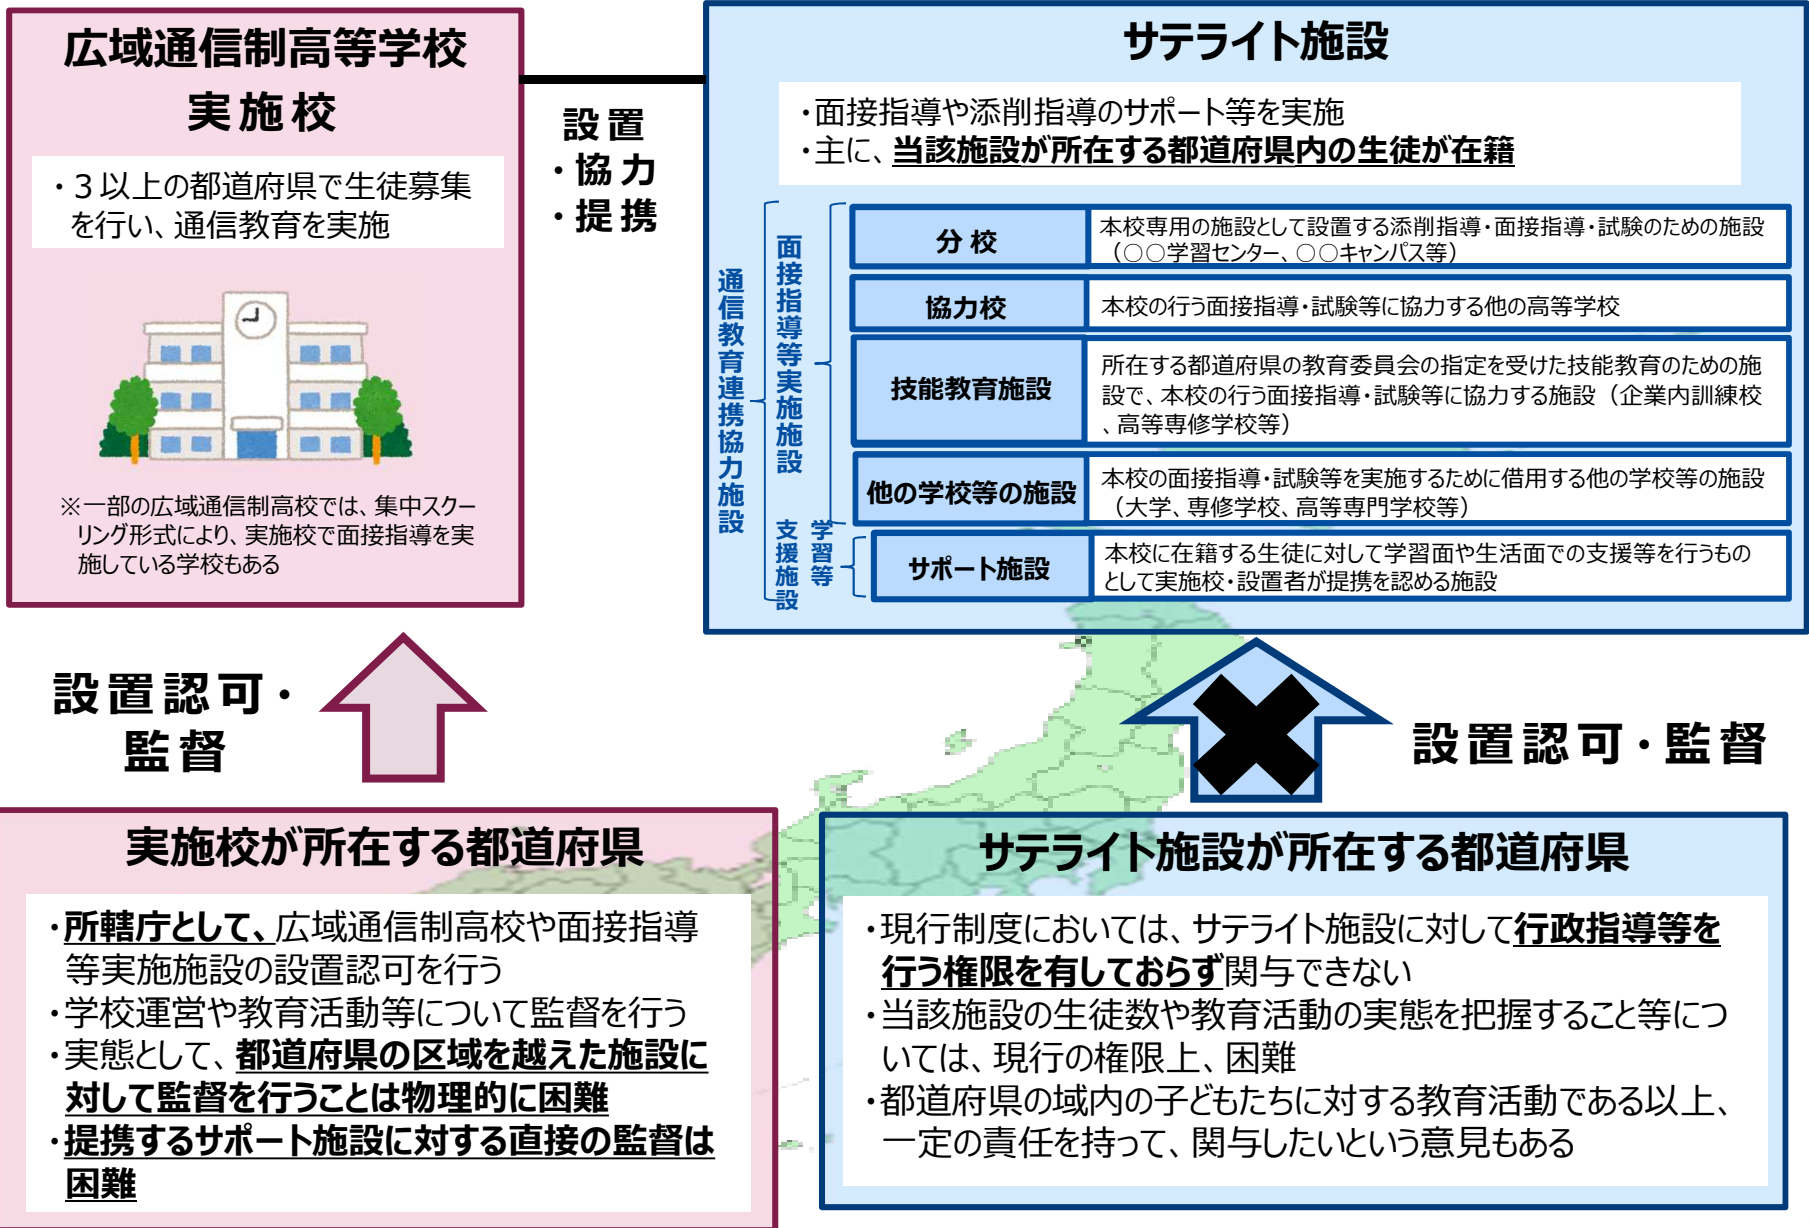 広域通信制高等学校
実施校
・３以上の都道府県で生徒募集
を行い、通信教育を実施
※一部の広域通信制高校では、集中スクー
リング形式により、実施校で面接指導を実
施している学校もある
設置
・協力
・提携
サテライト施設
・面接指導や添削指導のサポート等を実施
・主に、当該施設が所在する都道府県内の生徒が在籍
通信教育連携協力施設
面接指導等実施施設
分校
本校専用の施設として設置する添削指導・面接指導・試験のための施設
（○○学習センター、○○キャンパス等）
協力校
本校の行う面接指導・試験等に協力する他の高等学校
技能教育施設
所在する都道府県の教育委員会の指定を受けた技能教育のための施
設で、本校の行う面接指導・試験等に協力する施設（企業内訓練校
、高等専修学校等）
他の学校等の施設
本校の面接指導・試験等を実施するために借用する他の学校等の施設
（大学、専修学校、高等専門学校等）
学習等
支援施設
サポート施設
本校に在籍する生徒に対して学習面や生活面での支援等を行うもの
として実施校・設置者が提携を認める施設
設置認可・
監督
設置認可・監督
実施校が所在する都道府県
・所轄庁として、広域通信制高校や面接指導
等実施施設の設置認可を行う
・学校運営や教育活動等について監督を行う
・実態として、都道府県の区域を越えた施設に
対して監督を行うことは物理的に困難
・提携するサポート施設に対する直接の監督は
困難
サテライト施設が所在する都道府県
・現行制度においては、サテライト施設に対して行政指導等を
行う権限を有しておらず関与できない
・当該施設の生徒数や教育活動の実態を把握すること等につ
いては、現行の権限上、困難
・都道府県の域内の子どもたちに対する教育活動である以上、
一定の責任を持って、関与したいという意見もある